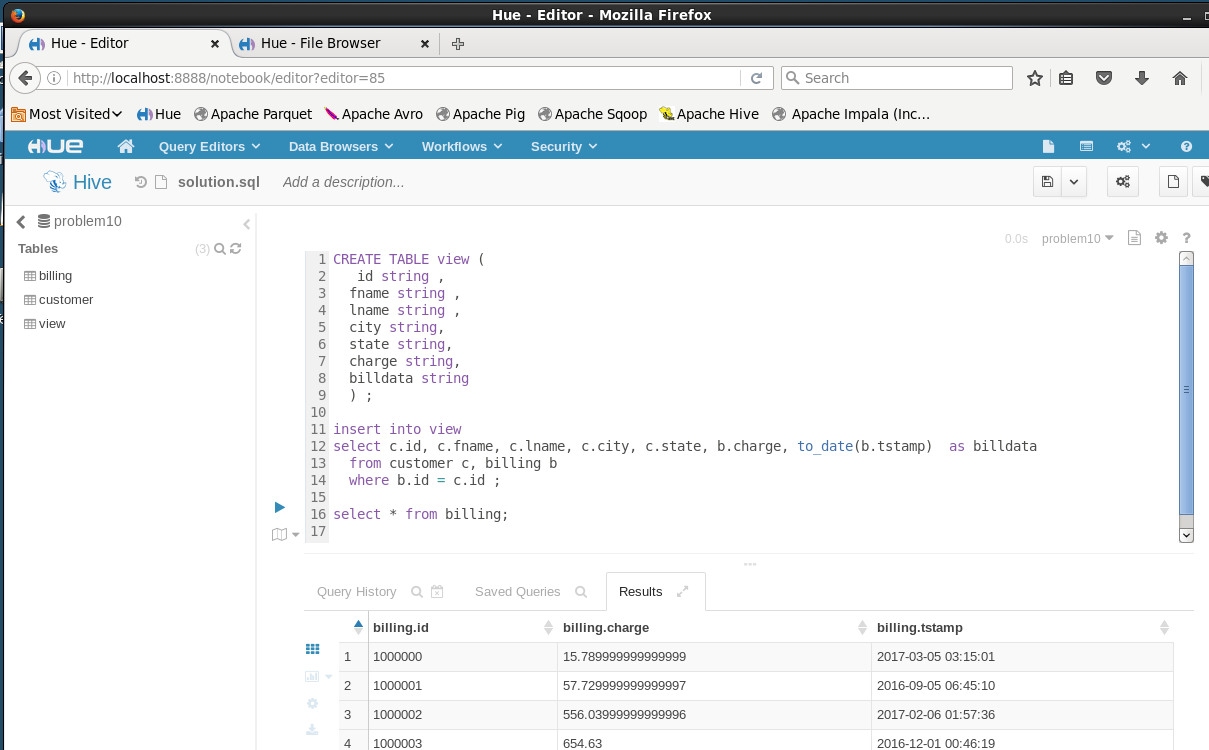 Hue - Editor - Mozilla Firefox
Hue - Editor
Hue - File Browser
http://localhost:8888/notebook/editor?editor=85
Search
Most Visited
Hue
Apache Parquet
Apache Avro
Apache Pig
Apache Sqoop
Apache Hive
Apache Impala (Inc...
HUE
Query Editors
Data Browsers
Workflows
Security
Hive
solution.sql
Add a description...
problem10
Tables
(3)
billing
customer
view
0.0s
problem10
1 CREATE TABLE view (
2 id string ,
3 fname string ,
4 lname string ,
5 city string,
6 state string,
7 charge string,
8 billdata string
9 ) ;
10
11 insert into view
12 select c.id, c.fname, c.lname, c.city, c.state, b.charge, to_date(b.tstamp)  as billdata
13 from customer c, billing b
14 where b.id = c.id ;
15
16 select * from billing;
17
Query History
Saved Queries
Results
billing.id billing.charge billing.tstamp
1 1000000 15.789999999999999 2017-03-05 03:15:01
2 1000001 57.729999999999997 2016-09-05 06:45:10
3 1000002 556.03999999999996 2017-02-06 01:57:36
4 1000003 654.63 2016-12-01 00:46:19